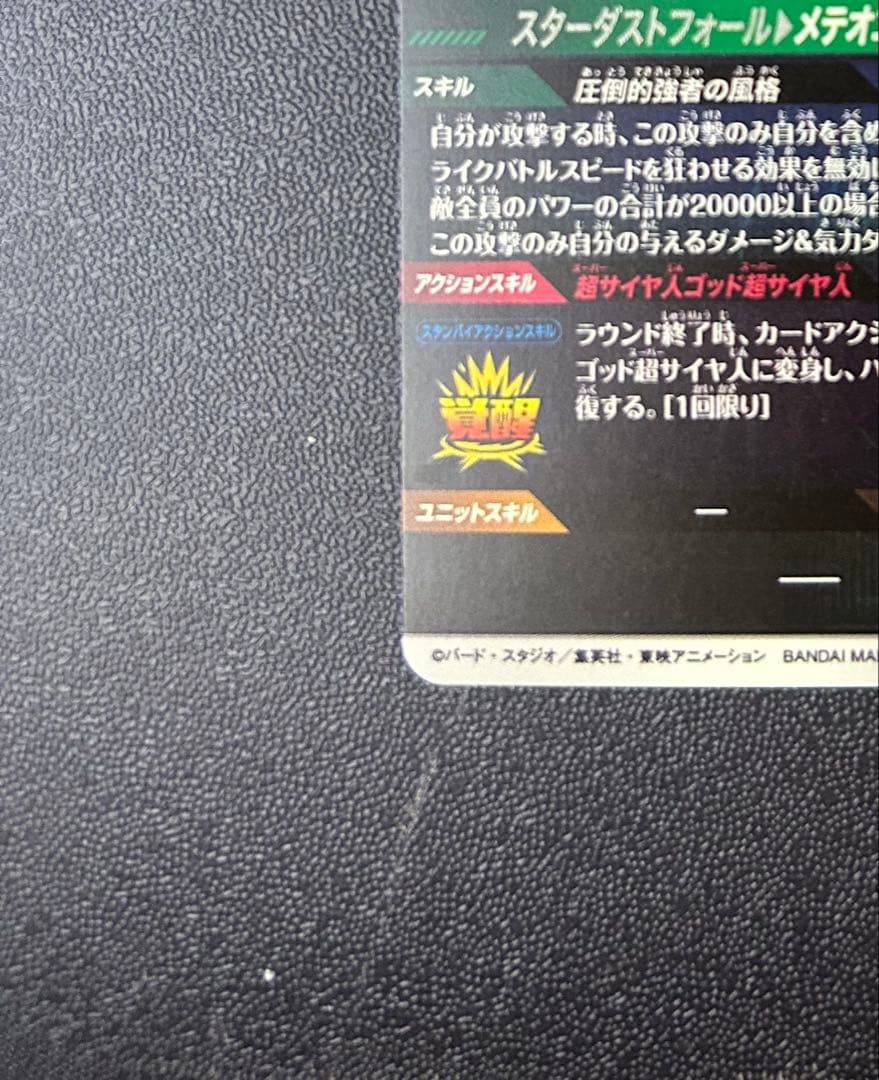 スターダストフォール▶メテオ
スキル
圧倒的強者の風格
自分が攻撃する時、この攻撃のみ自分を含め
ライクバトルスピードを狂わせる効果を無効
敵全員のパワーの合計が20000以上の場合
この攻撃のみ自分の与えるダメージ&気力ダ
アクションスキル
超サイヤ人ゴッド超サイヤ人
スタンバイアクションスキル
覚醒
ラウンド終了時、カードアクシ
ゴッド超サイヤ人に変身し、ハ
復する。[1回限り]
ユニットスキル
ー
ー
©バード・スタジオ/集英社・東映アニメーション BANDAI MA